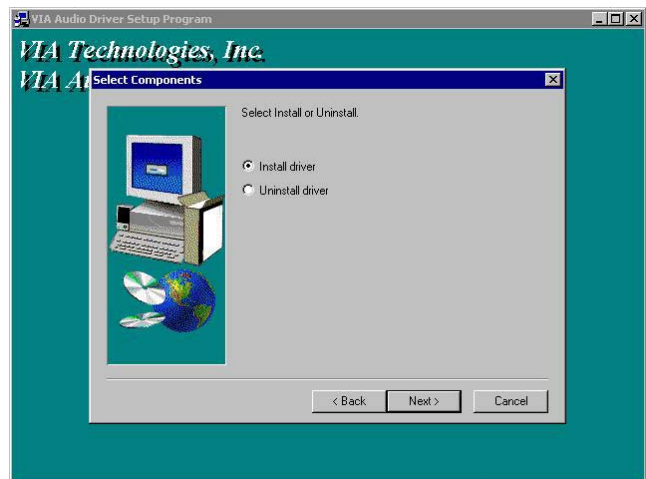 VIA Audio Driver Setup Program
VIA Technologies, Inc.
VIA
Select Components
Select Install or Uninstall.
Install driver
Uninstall driver
< Back
Next >
Cancel